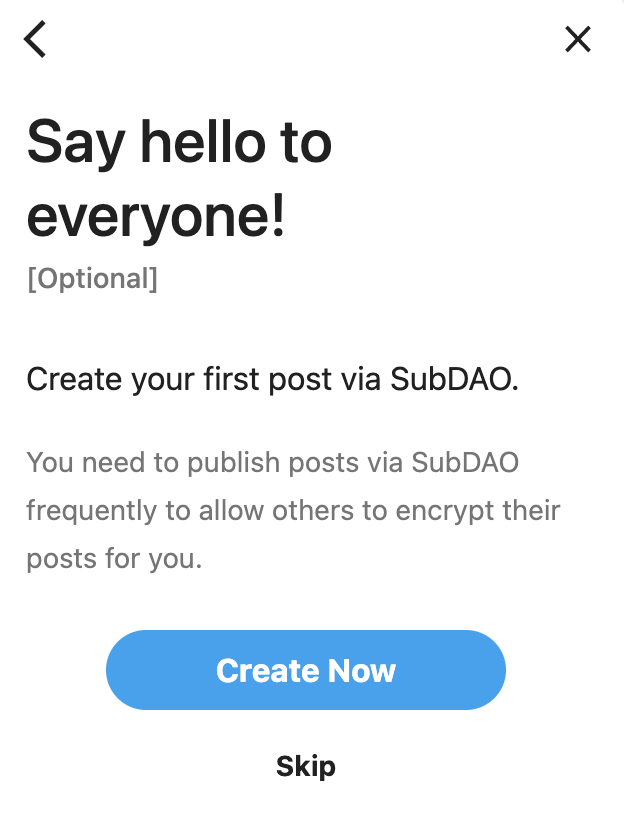 Say hello to
everyone!
[Optional]
Create your first post via SubDAO.
You need to publish posts via SubDAO
frequently to allow others to encrypt their
posts for you.
Create Now
Skip